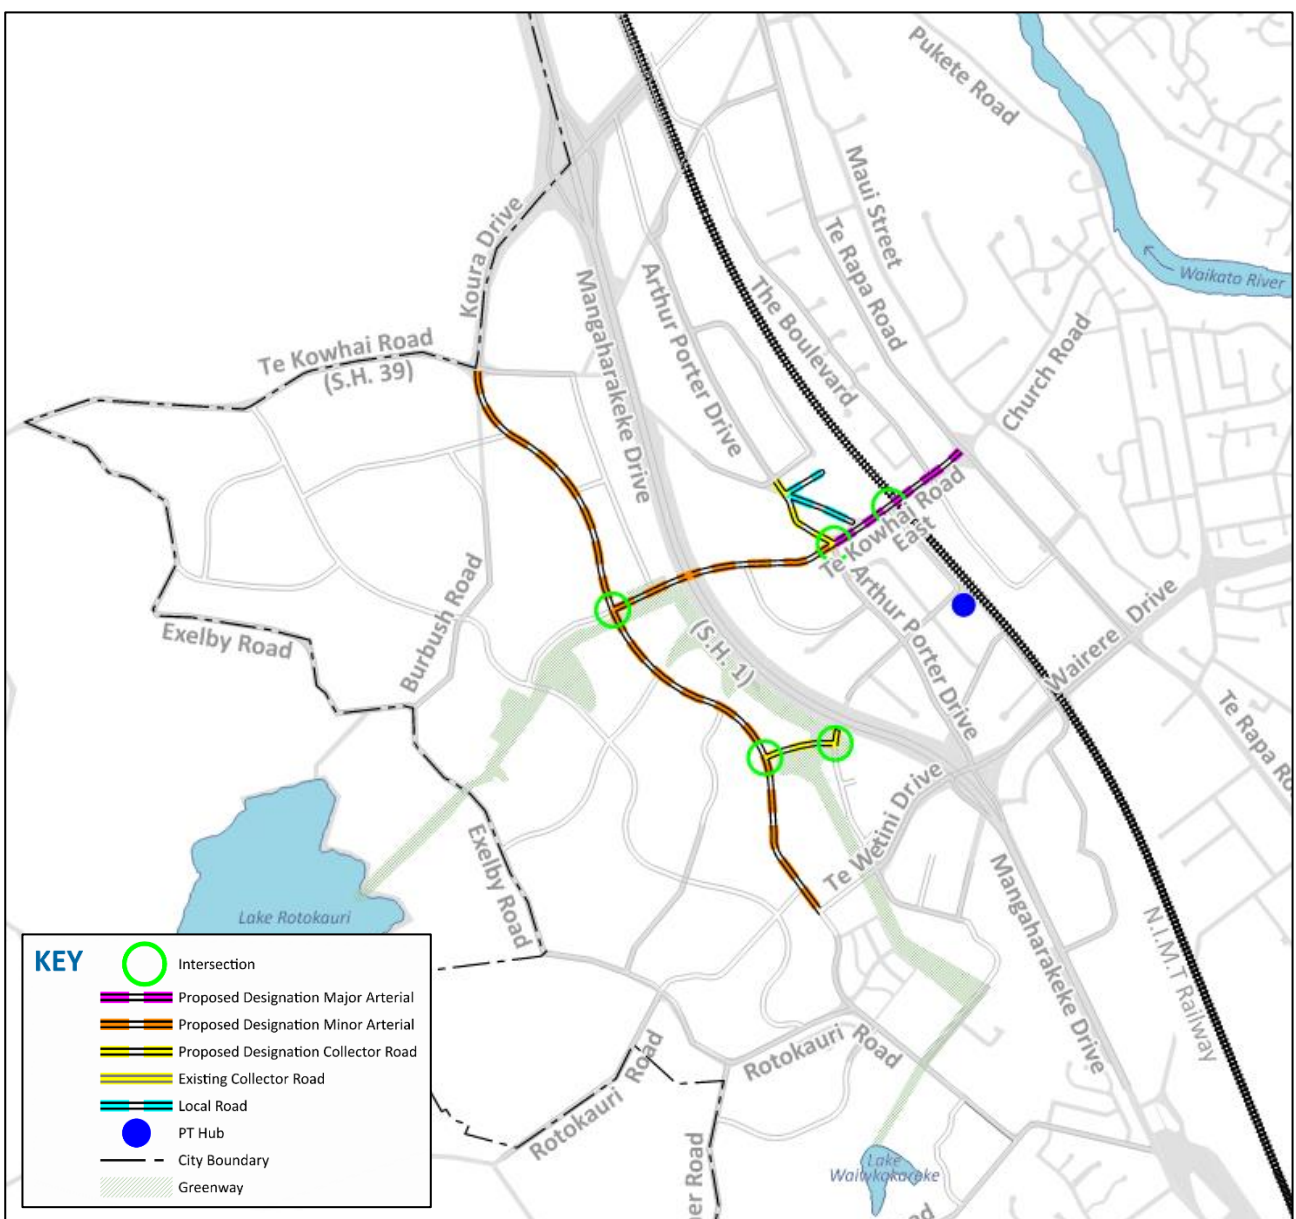 Pukete Road
Maui Street
Te Rapa Road
Waikato River
Koura Drive
Mangaharakeke Drive
Arthur Porter Drive
The Boulevard
Te Kowhai Road
(S.H. 39)
Church Road
Te Kowhai Road
East
Arthur Porter Drive
Wairere Drive
Burbush Road
Exelby Road
(S.H. 1)
Te Rapa Ro
Te Wetini Drive
Exelby Road
Mangaharakeke Drive
N.I.M.T Railway
Lake Rotokauri
Rotokauri Road
Rotokauri Road
Lake
Waiwkakareke
ner Road
ad
KEY
Intersection
Proposed Designation Major Arterial
Proposed Designation Minor Arterial
Proposed Designation Collector Road
Existing Collector Road
Local Road
PT Hub
City Boundary
Greenway